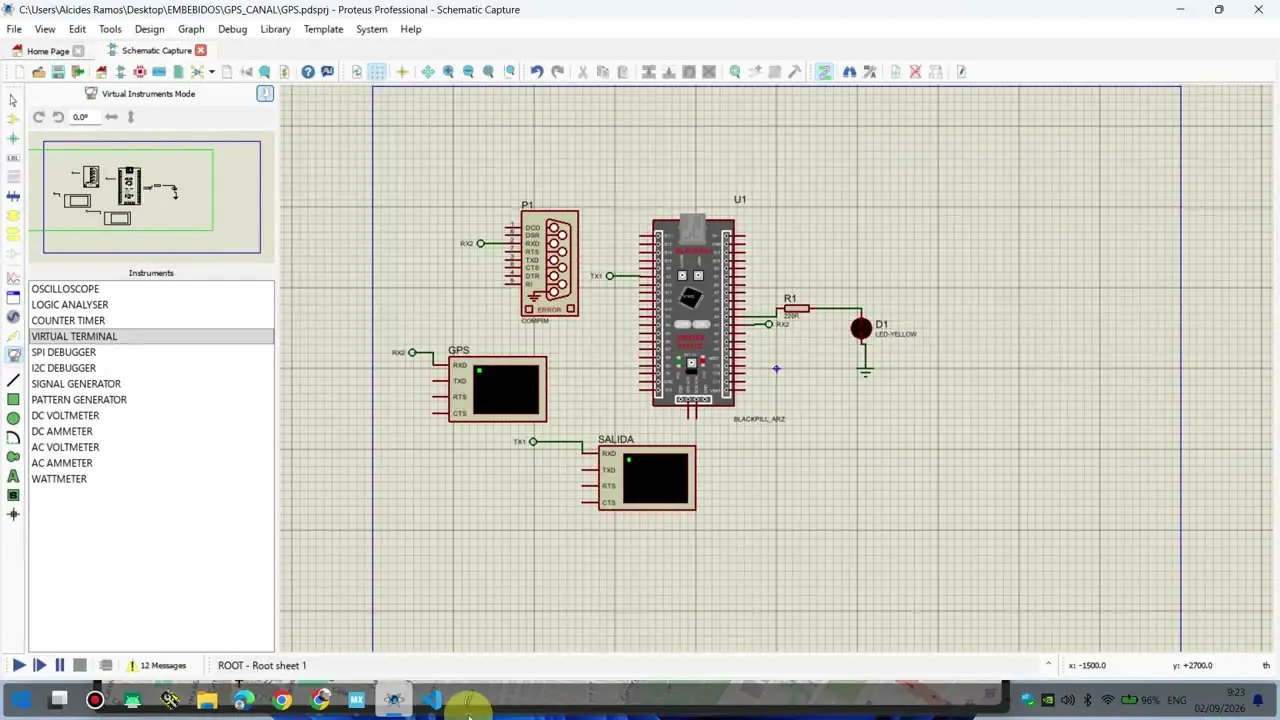 C:\Users\Alcides Ramos\Desktop\EMBEBIDOS\GPS_CANAL\GPS.pdsprj - Proteus Professional - Schematic Capture
File View Edit Tools Design Graph Debug Library Template System Help
Home Page Schematic Capture
Virtual Instruments Mode
0.0°
LBL
Instruments
OSCILLOSCOPE
LOGIC ANALYSER
COUNTER TIMER
VIRTUAL TERMINAL
SPI DEBUGGER
I2C DEBUGGER
SIGNAL GENERATOR
PATTERN GENERATOR
DC VOLTMETER
DC AMMETER
AC VOLTMETER
AC AMMETER
WATTMETER
P1
DCD
DSR
RXD
RTS
TXD
CTS
DTR
RI
ERROR
COMPIM
RX2
U1
TX1
BLACKPILL_ARZ
R1
220R
RX2
D1
LED-YELLOW
GPS
RX2
RXD
TXD
RTS
CTS
SALIDA
TX1
RXD
TXD
RTS
CTS
12 Messages
ROOT - Root sheet 1
x: -1500.0
y: +2700.0
th
MX
96%
ENG
9:23
02/09/2026